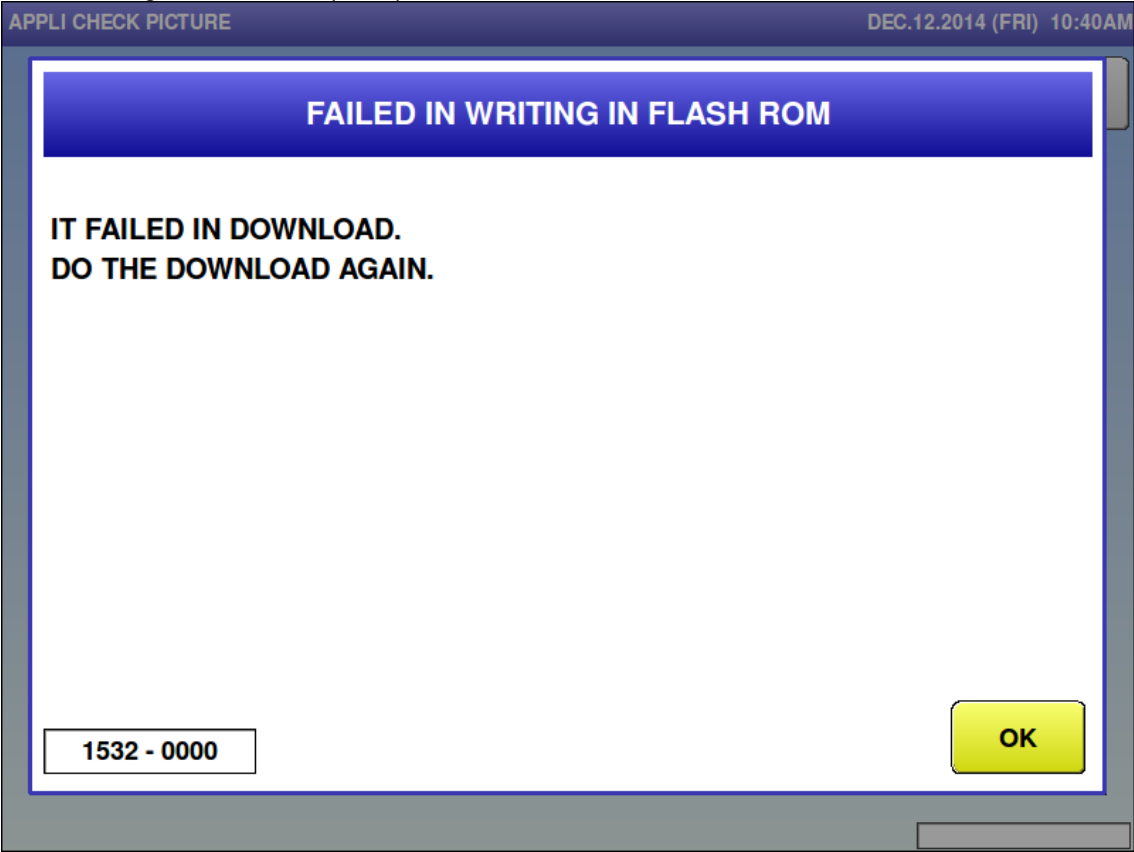 APPLI CHECK PICTURE DEC.12.2014 (FRI) 10:40AM
FAILED IN WRITING IN FLASH ROM
IT FAILED IN DOWNLOAD.
DO THE DOWNLOAD AGAIN.
1532 - 0000
OK